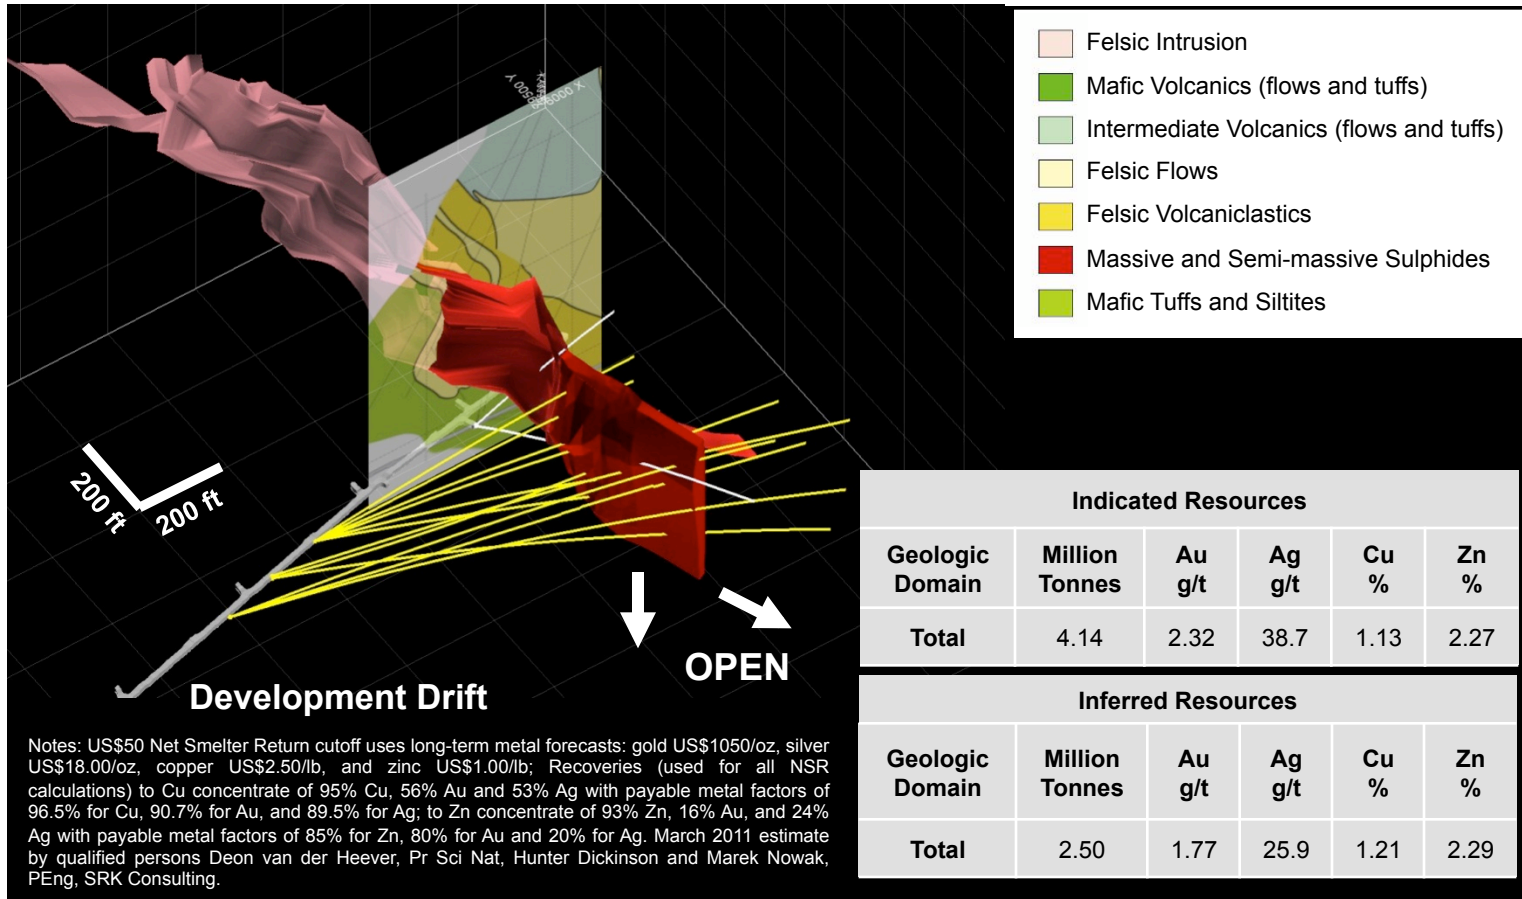 Felsic Intrusion
Mafic Volcanics (flows and tuffs)
Intermediate Volcanics (flows and tuffs)
Felsic Flows
Felsic Volcaniclastics
Massive and Semi-massive Sulphides
Mafic Tuffs and Siltites
200 ft
200 ft
OPEN
Development Drift
Indicated Resources
Geologic Domain Million Tonnes Au g/t Ag g/t Cu % Zn %
Total 4.14 2.32 38.7 1.13 2.27
Inferred Resources
Geologic Domain Million Tonnes Au g/t Ag g/t Cu % Zn %
Total 2.50 1.77 25.9 1.21 2.29
Notes: US$50 Net Smelter Return cutoff uses long-term metal forecasts: gold US$1050/oz, silver
US$18.00/oz, copper US$2.50/lb, and zinc US$1.00/lb; Recoveries (used for all NSR
calculations) to Cu concentrate of 95% Cu, 56% Au and 53% Ag with payable metal factors of
96.5% for Cu, 90.7% for Au, and 89.5% for Ag; to Zn concentrate of 93% Zn, 16% Au, and 24%
Ag with payable metal factors of 85% for Zn, 80% for Au and 20% for Ag. March 2011 estimate
by qualified persons Deon van der Heever, Pr Sci Nat, Hunter Dickinson and Marek Nowak,
PEng, SRK Consulting.